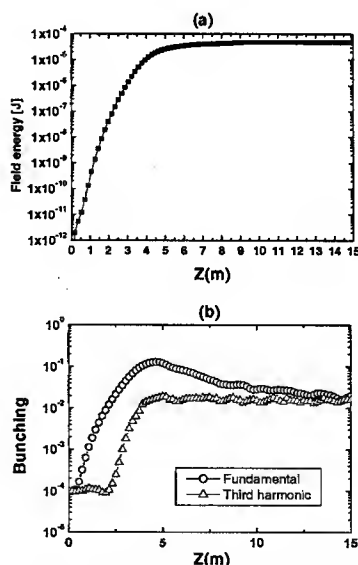 (a)
Field energy [J]
1x10^-4
1x10^-5
1x10^-6
1x10^-7
1x10^-8
1x10^-9
1x10^-10
1x10^-11
1x10^-12
0 1 2 3 4 5 6 7 8 9 10 11 12 13 14 15
Z(m)
(b)
Bunching
10^0
10^-1
10^-2
10^-3
10^-4
10^-5
0 5 10 15
Fundamental
Third harmonic
Z(m)